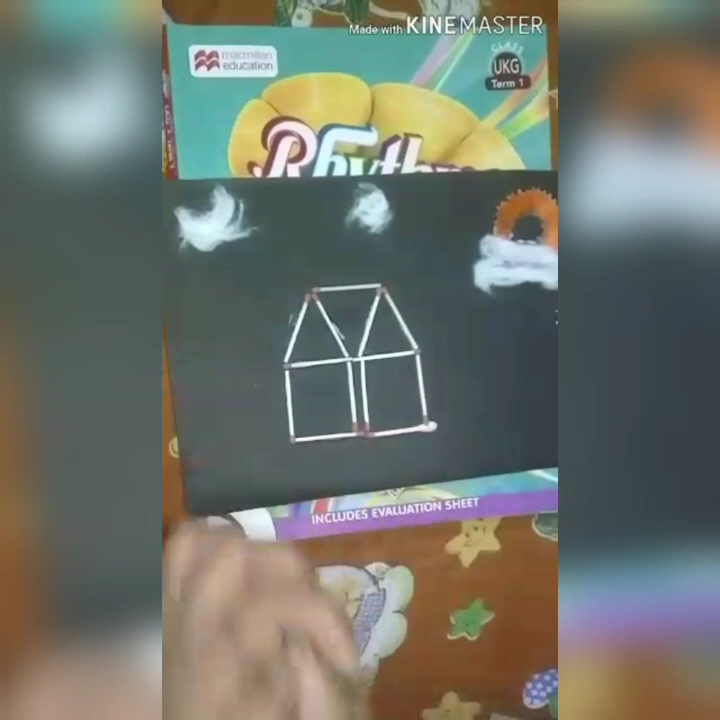 Made with KINEMASTER
macmillan
education
CLASS
UKG
Term 1
INCLUDES EVALUATION SHEET